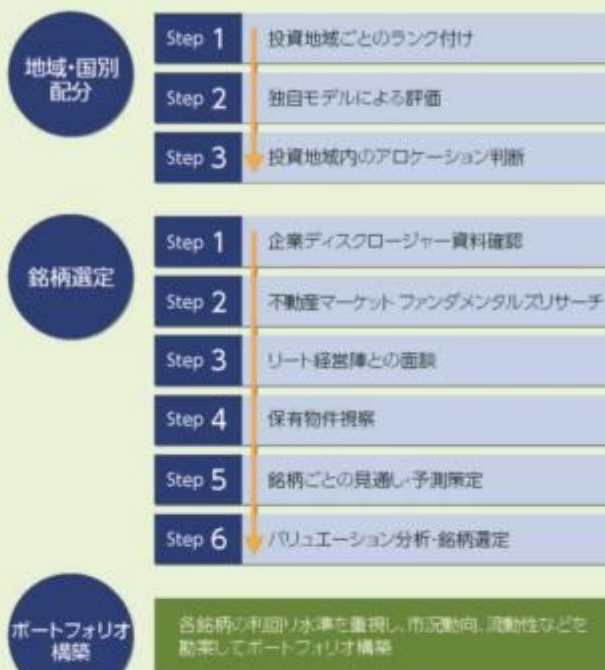 地域・国別
配分
Step 1
投資地域ごとのランク付け
Step 2
独自モデルによる評価
Step 3
投資地域内のアロケーション判断
銘柄選定
Step 1
企業ディスクロージャー資料確認
Step 2
不動産マーケットファンダメンタルズリサーチ
Step 3
リート経営陣との面談
Step 4
保有物件視察
Step 5
銘柄ごとの見通し・予測策定
Step 6
バリュエーション分析・銘柄選定
ポートフォリオ
構築
各銘柄の利回り水準を重視し、市況動向、流動性などを
勘案してポートフォリオ構築